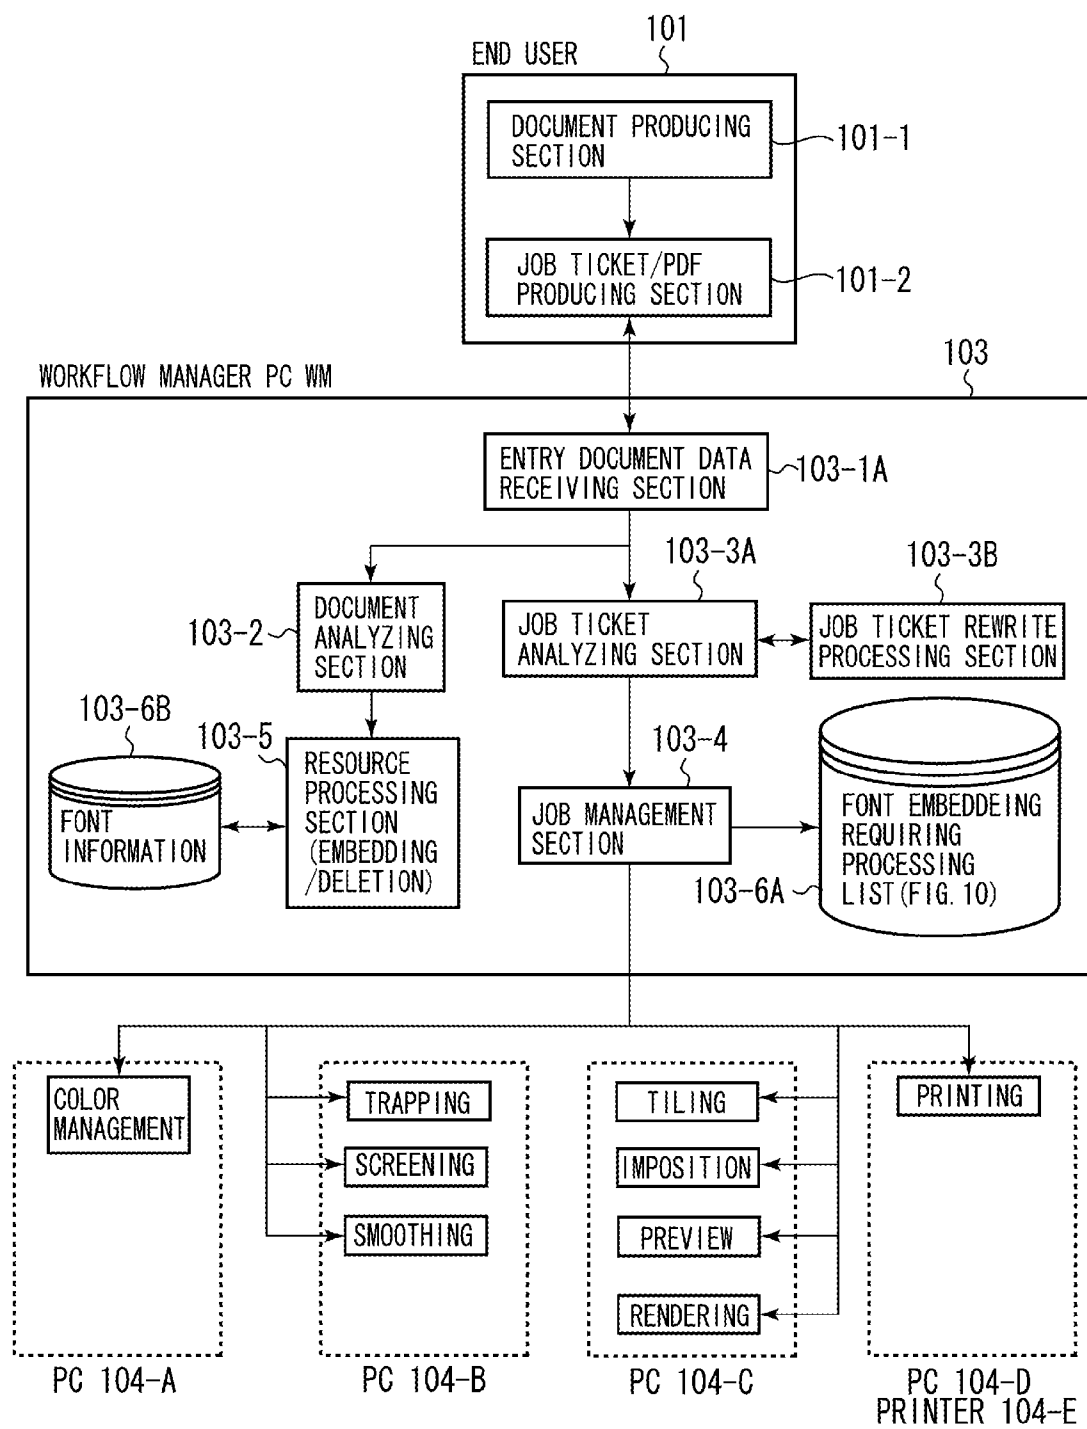 101
END USER
DOCUMENT PRODUCING
SECTION
101-1
JOB TICKET/PDF
PRODUCING SECTION
101-2
103
WORKFLOW MANAGER PC WM
ENTRY DOCUMENT DATA
RECEIVING SECTION
103-1A
103-3A
103-3B
103-2
DOCUMENT
ANALYZING
SECTION
JOB TICKET
ANALYZING SECTION
JOB TICKET REWRITE
PROCESSING SECTION
103-6B
103-5
103-4
FONT
INFORMATION
RESOURCE
PROCESSING
SECTION
(EMBEDDING
/DELETION)
JOB MANAGEMENT
SECTION
FONT EMBEDDEING
REQUIRING
PROCESSING
LIST(FIG.10)
103-6A
COLOR
MANAGEMENT
TRAPPING
SCREENING
SMOOTHING
TILING
IMPOSITION
PREVIEW
RENDERING
PRINTING
PC 104-A
PC 104-B
PC 104-C
PC 104-D
PRINTER 104-E